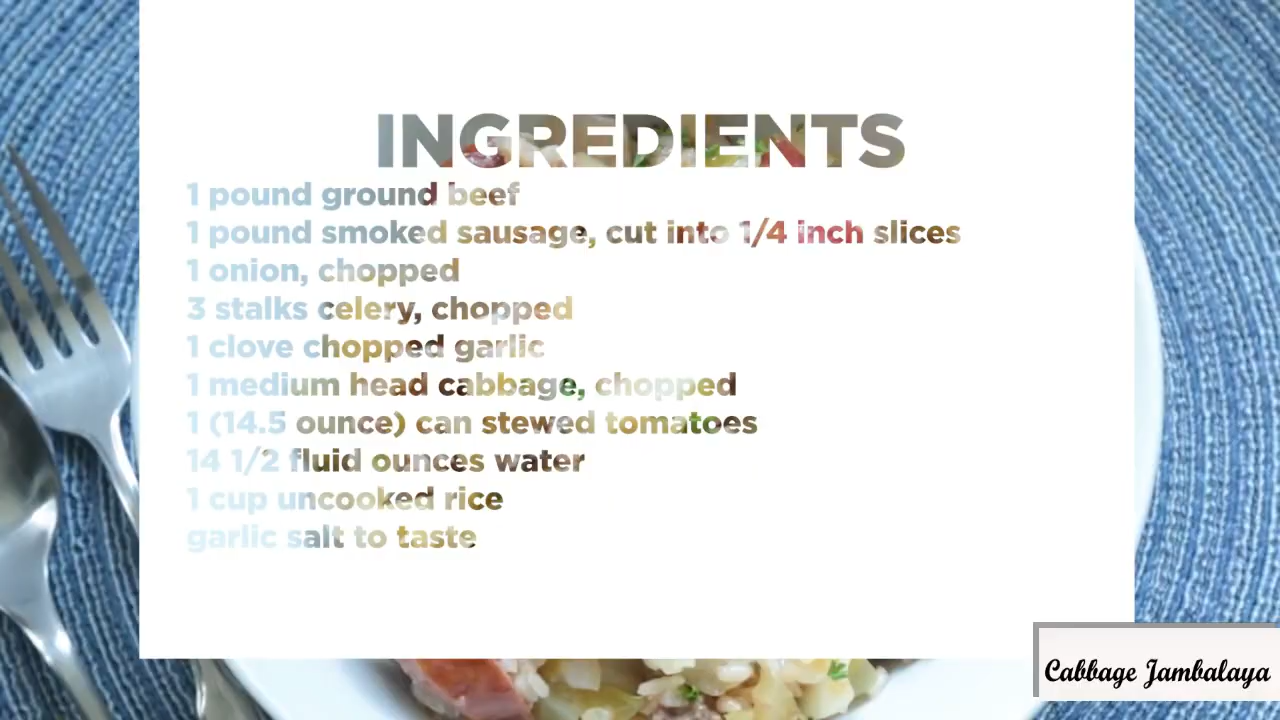 INGREDIENTS
1 pound ground beef
1 pound smoked sausage, cut into 1/4 inch slices
1 onion, chopped
3 stalks celery, chopped
1 clove chopped garlic
1 medium head cabbage, chopped
1 (14.5 ounce) can stewed tomatoes
14 1/2 fluid ounces water
1 cup uncooked rice
garlic salt to taste
Cabbage Jambalaya